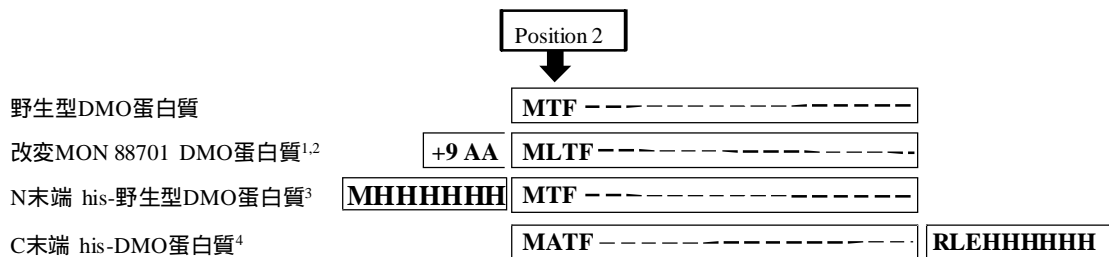 Position 2
野生型DMO蛋白質 MTF
改変MON 88701 DMO蛋白質1,2 +9 AA MLTF
N末端 his-野生型DMO蛋白質3 MHHHHHH MTF
C末端 his-DMO蛋白質4 MATF RLEHHHHHH